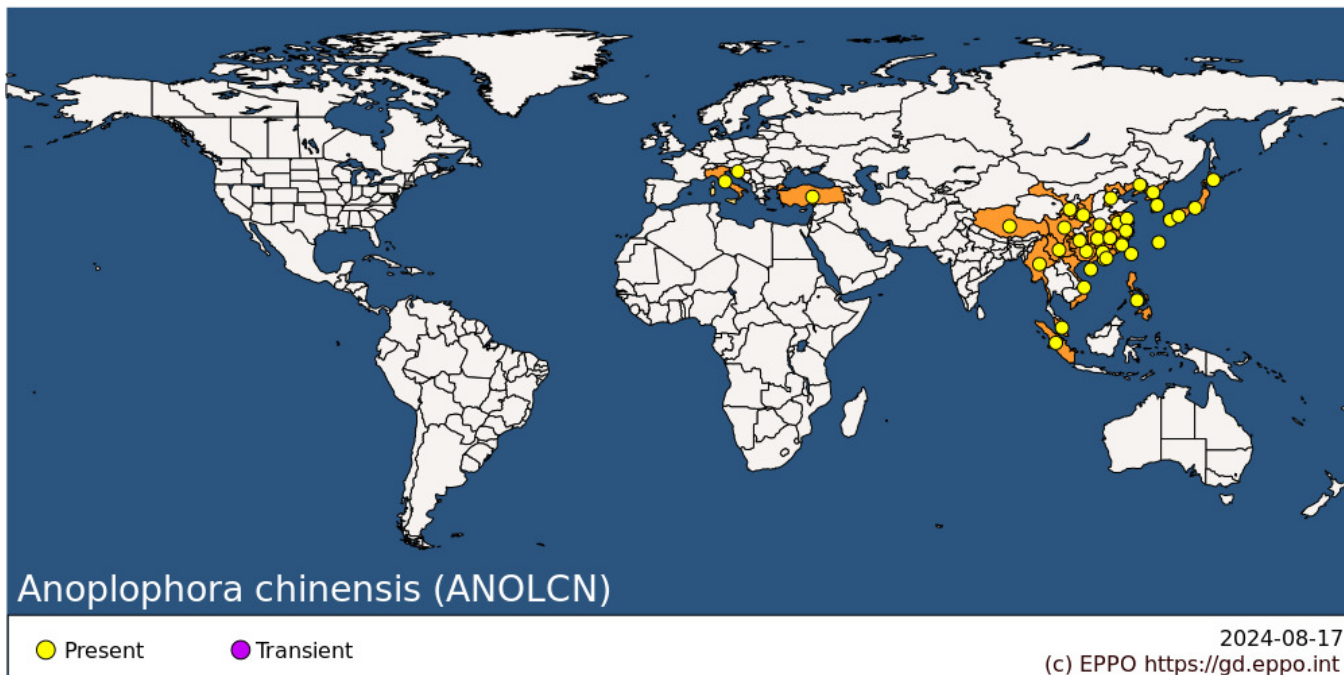 Anoplophora chinensis (ANOLCN)
Present
Transient
2024-08-17
(c) EPPO https://gd.eppo.int